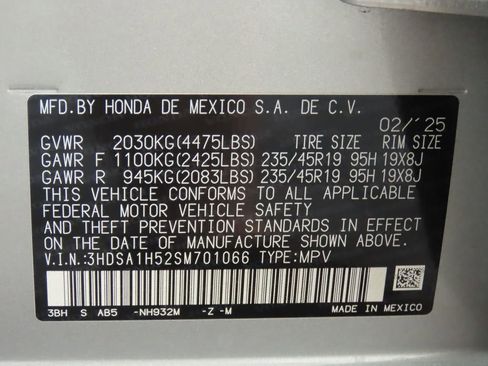 MFD.BY HONDA DE MEXICO S.A. DE C.V.
02/'25
GVWR 2030KG(4475LBS) TIRE SIZE RIM SIZE
GAWR F 1100KG(2425LBS) 235/45R19 95H 19X8J
GAWR R 945KG(2083LBS) 235/45R19 95H 19X8J
THIS VEHICLE CONFORMS TO ALL APPLICABLE
FEDERAL MOTOR VEHICLE SAFETY
AND THEFT PREVENTION STANDARDS IN EFFECT
ON THE DATE OF MANUFACTURE SHOWN ABOVE.
V.I.N.:3HDSA1H52SM701066 TYPE:MPV
3BH S AB5 -NH932M -Z -M MADE IN MEXICO